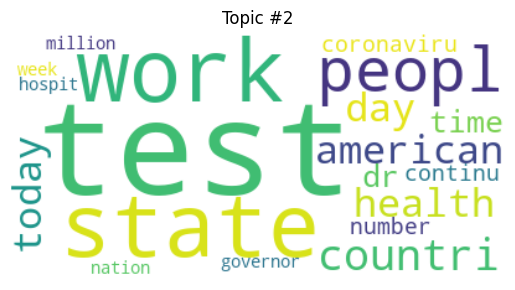 Topic #2
million
work
coronaviru
peopl
week
hospit
day
time
test
american
today
dr
continu
health
state
number
countri
governor
nation